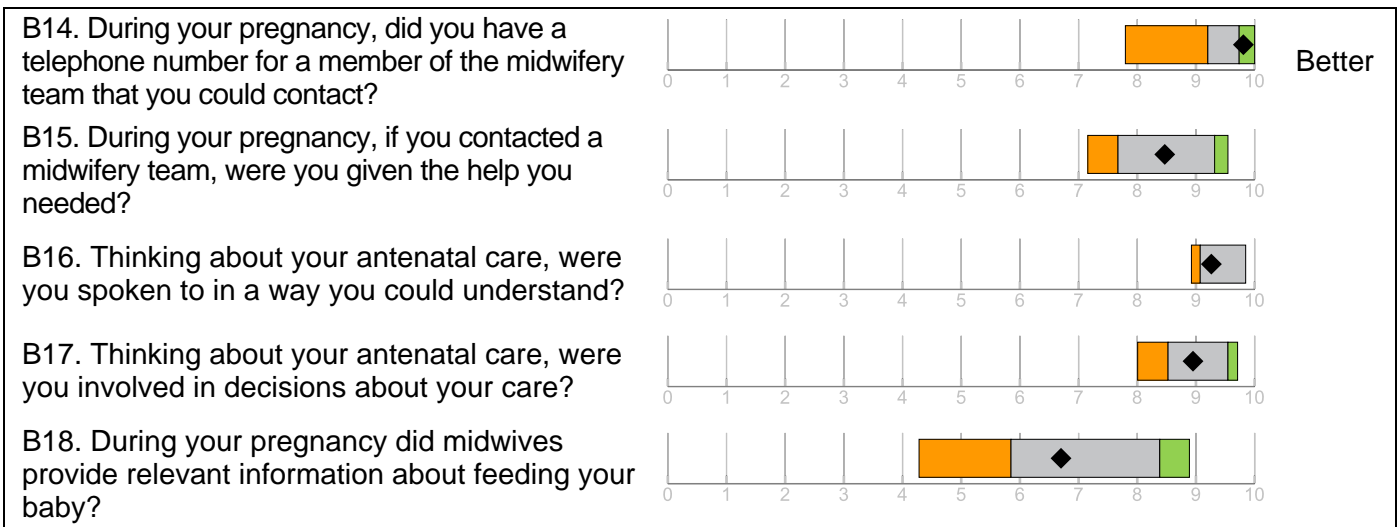 B14. During your pregnancy, did you have a
telephone number for a member of the midwifery
team that you could contact?
0 1 2 3 4 5 6 7 8 9 10
Better
B15. During your pregnancy, if you contacted a
midwifery team, were you given the help you
needed?
0 1 2 3 4 5 6 7 8 9 10
B16. Thinking about your antenatal care, were
you spoken to in a way you could understand?
0 1 2 3 4 5 6 7 8 9 10
B17. Thinking about your antenatal care, were
you involved in decisions about your care?
0 1 2 3 4 5 6 7 8 9 10
B18. During your pregnancy did midwives
provide relevant information about feeding your
baby?
0 1 2 3 4 5 6 7 8 9 10